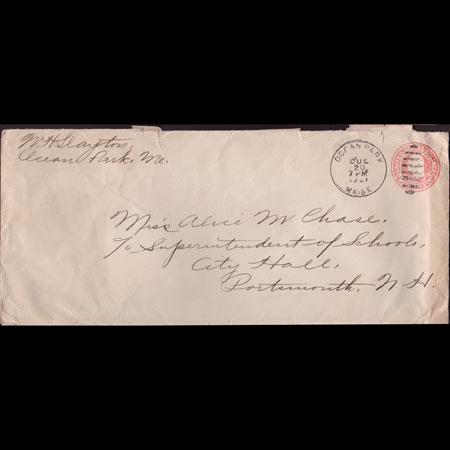 W H Slayton,
Ocean Park, Me.
OCEAN PARK
AUG
20
7 PM
1921
MAINE
Miss Alice M. Chase.
c/o Superintendent of Schools,
City Hall,
Portsmouth, N. H.